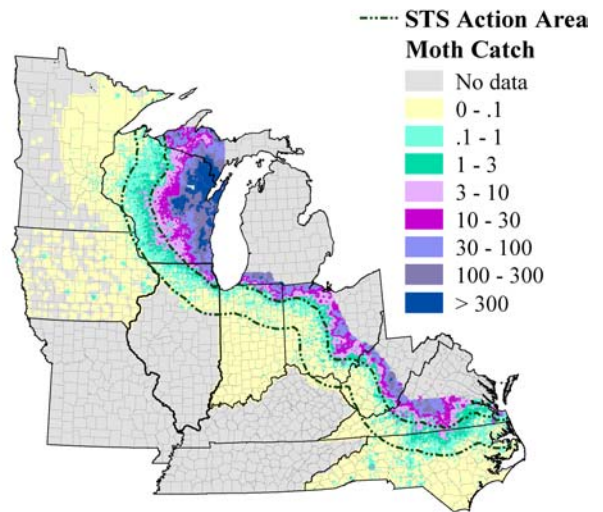 STS Action Area
Moth Catch
No data
0 - .1
.1 - 1
1 - 3
3 - 10
10 - 30
30 - 100
100 - 300
> 300